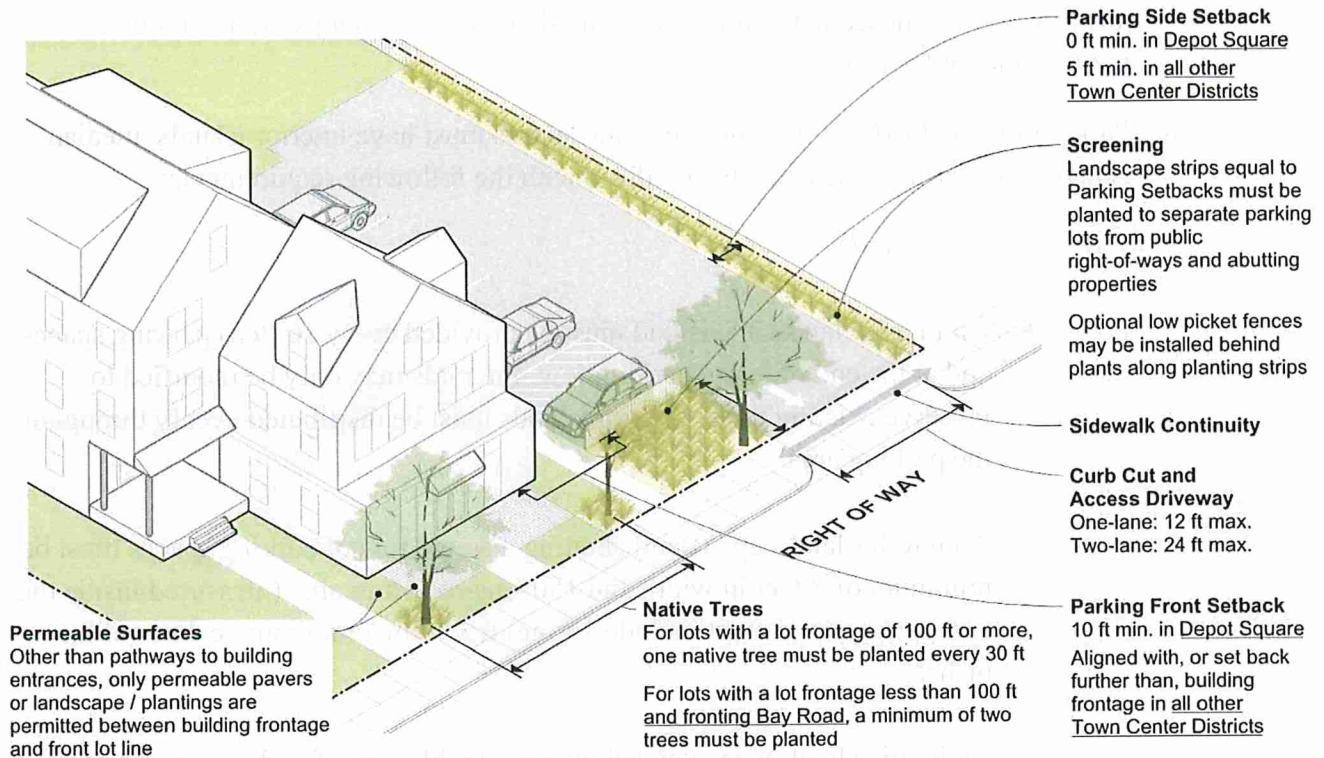 Parking Side Setback
0 ft min. in Depot Square
5 ft min. in all other
Town Center Districts
Screening
Landscape strips equal to
Parking Setbacks must be
planted to separate parking
lots from public
right-of-ways and abutting
properties
Optional low picket fences
may be installed behind
plants along planting strips
Sidewalk Continuity
Curb Cut and
Access Driveway
One-lane: 12 ft max.
Two-lane: 24 ft max.
Parking Front Setback
10 ft min. in Depot Square
Aligned with, or set back
further than, building
frontage in all other
Town Center Districts
RIGHT OF WAY
Native Trees
For lots with a lot frontage of 100 ft or more,
one native tree must be planted every 30 ft
For lots with a lot frontage less than 100 ft
and fronting Bay Road, a minimum of two
trees must be planted
Permeable Surfaces
Other than pathways to building
entrances, only permeable pavers
or landscape / plantings are
permitted between building frontage
and front lot line